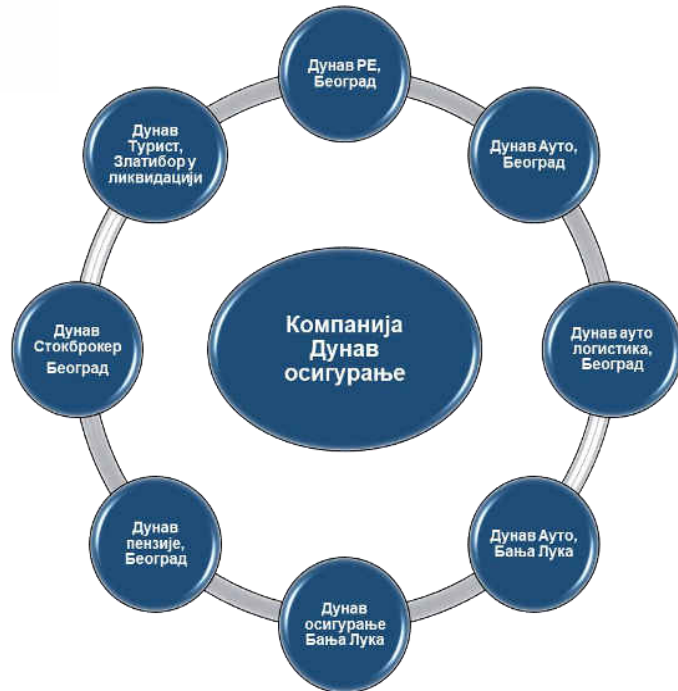 Дунав РЕ,
Београд
Дунав Ауто,
Београд
Дунав ауто
логистика,
Београд
Дунав Ауто,
Бања Лука
Дунав
осигурање
Бања Лука
Дунав
пензије,
Београд
Дунав
Стокброкер
Београд
Дунав
Турист,
Златибор у
ликвидацији
Компанија
Дунав
осигурање